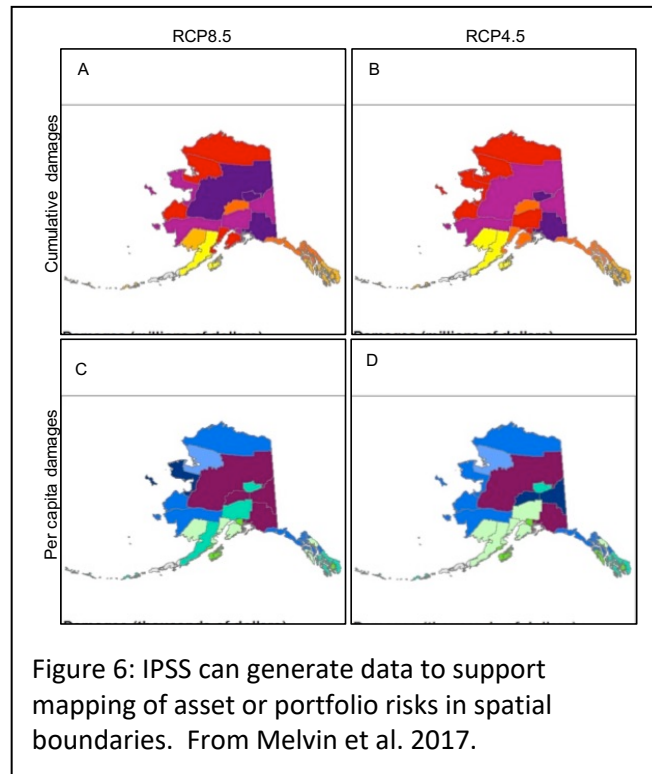 RCP8.5
RCP4.5
A
B
Cumulative damages
C
D
Per capita damages
Figure 6: IPSS can generate data to support
mapping of asset or portfolio risks in spatial
boundaries. From Melvin et al. 2017.